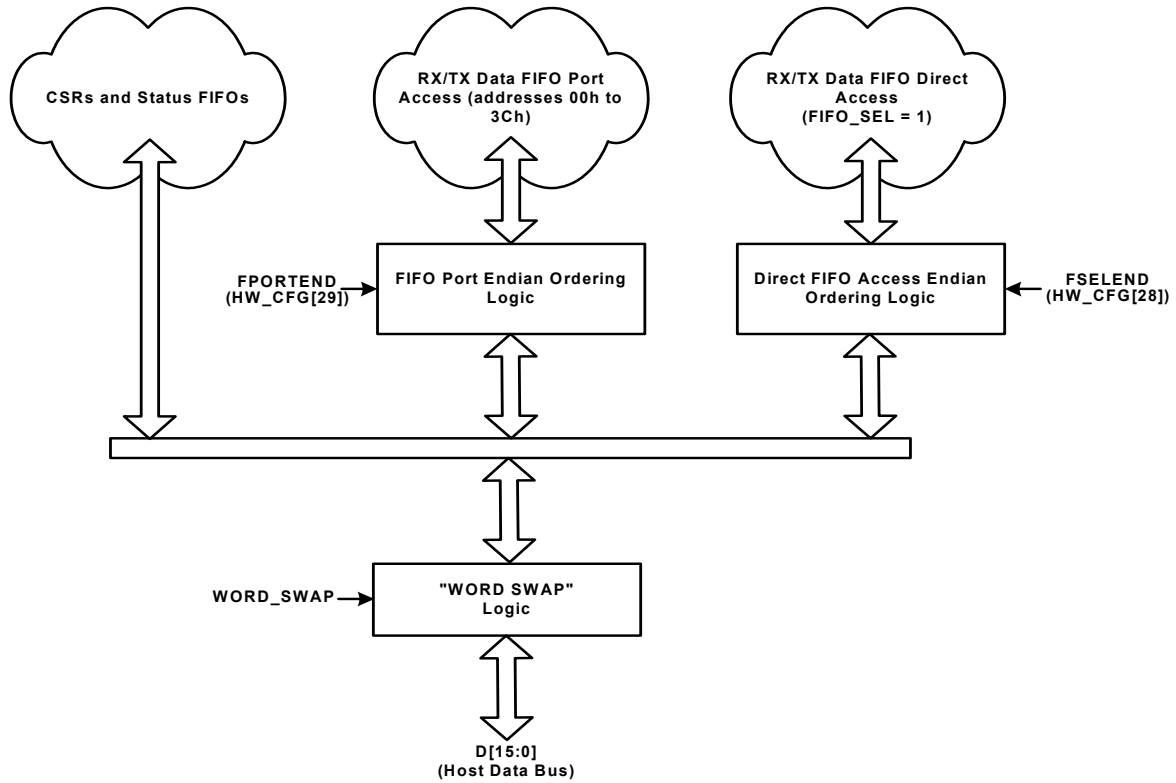 CSRs and Status FIFOs
RX/TX Data FIFO Port
Access (addresses 00h to
3Ch)
RX/TX Data FIFO Direct
Access
(FIFO_SEL = 1)
FPORTEND
(HW_CFG[29])
FIFO Port Endian Ordering
Logic
Direct FIFO Access Endian
Ordering Logic
FSELEND
(HW_CFG[28])
WORD_SWAP
"WORD SWAP"
Logic
D[15:0]
(Host Data Bus)